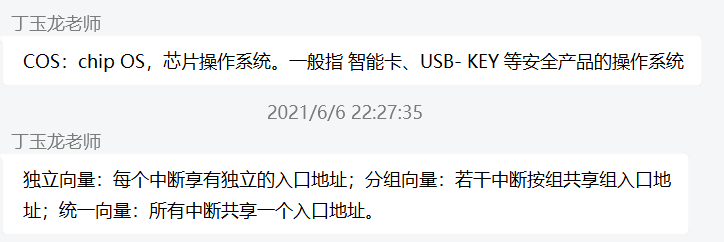 丁玉龙老师
COS：chip OS，芯片操作系统。一般指 智能卡、USB- KEY 等安全产品的操作系统
2021/6/6 22:27:35
丁玉龙老师
独立向量：每个中断享有独立的入口地址；分组向量：若干中断按组共享组入口地
址；统一向量：所有中断共享一个入口地址。